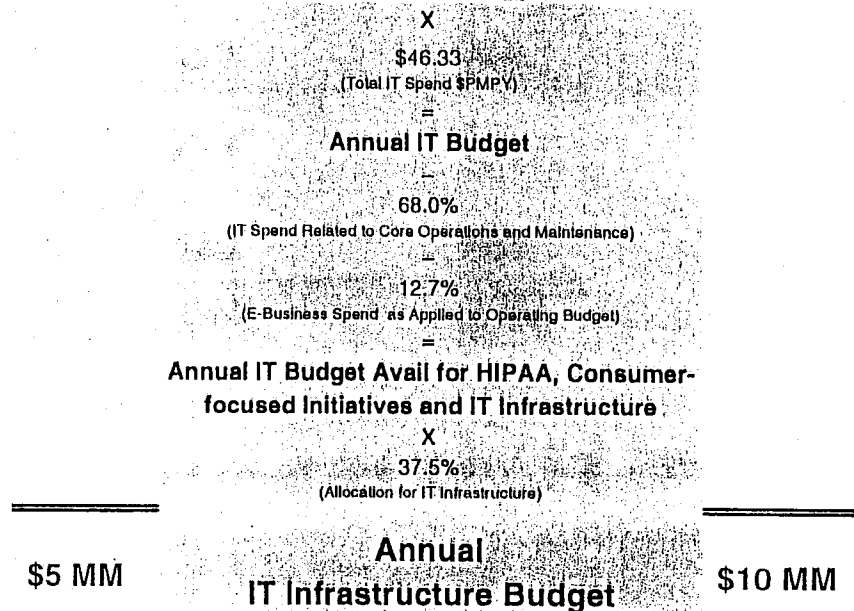 X
$46.33
(Total IT Spend $PMPY)
=
Annual IT Budget
–
68.0%
(IT Spend Related to Core Operations and Maintenance)
–
12.7%
(E-Business Spend as Applied to Operating Budget)
=
Annual IT Budget Avail for HIPAA, Consumer-
focused Initiatives and IT Infrastructure
X
37.5%
(Allocation for IT Infrastructure)
$5 MM
Annual
IT Infrastructure Budget
$10 MM